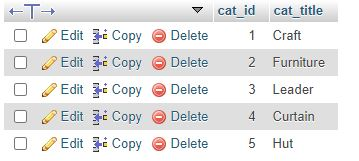 cat_id cat_title
Edit Copy Delete 1 Craft
Edit Copy Delete 2 Furniture
Edit Copy Delete 3 Leader
Edit Copy Delete 4 Curtain
Edit Copy Delete 5 Hut